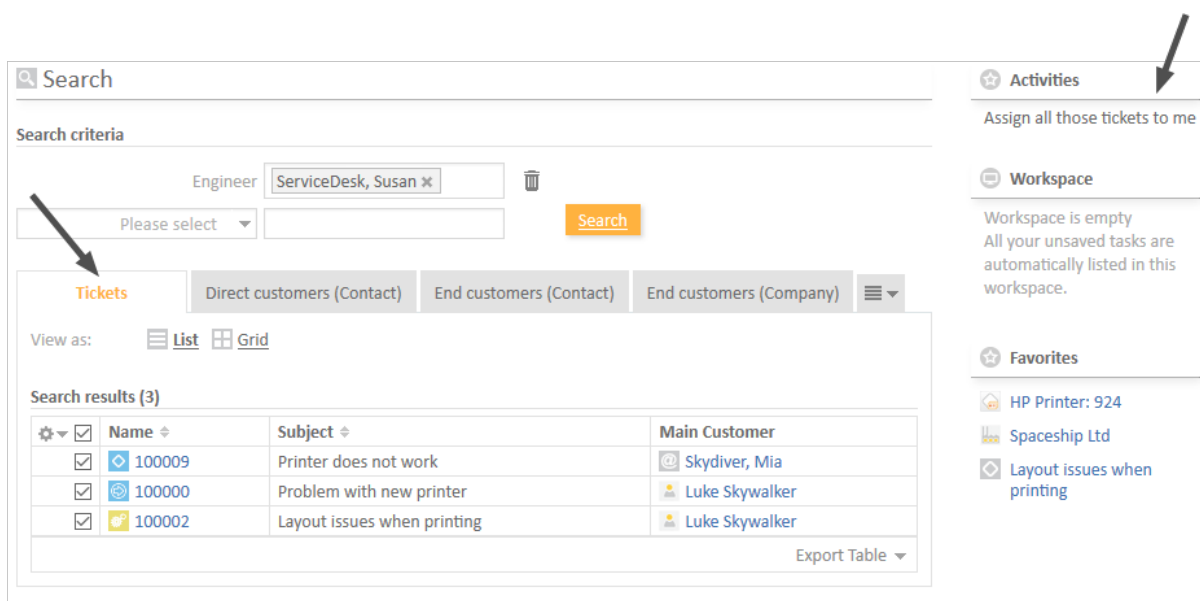 Search
Search criteria
Engineer ServiceDesk, Susan
Please select Search
Tickets Direct customers (Contact) End customers (Contact) End customers (Company)
View as: List Grid
Search results (3)
Name Subject Main Customer
100009 Printer does not work Skydiver, Mia
100000 Problem with new printer Luke Skywalker
100002 Layout issues when printing Luke Skywalker
Export Table
Activities
Assign all those tickets to me
Workspace
Workspace is empty
All your unsaved tasks are
automatically listed in this
workspace.
Favorites
HP Printer: 924
Spaceship Ltd
Layout issues when
printing